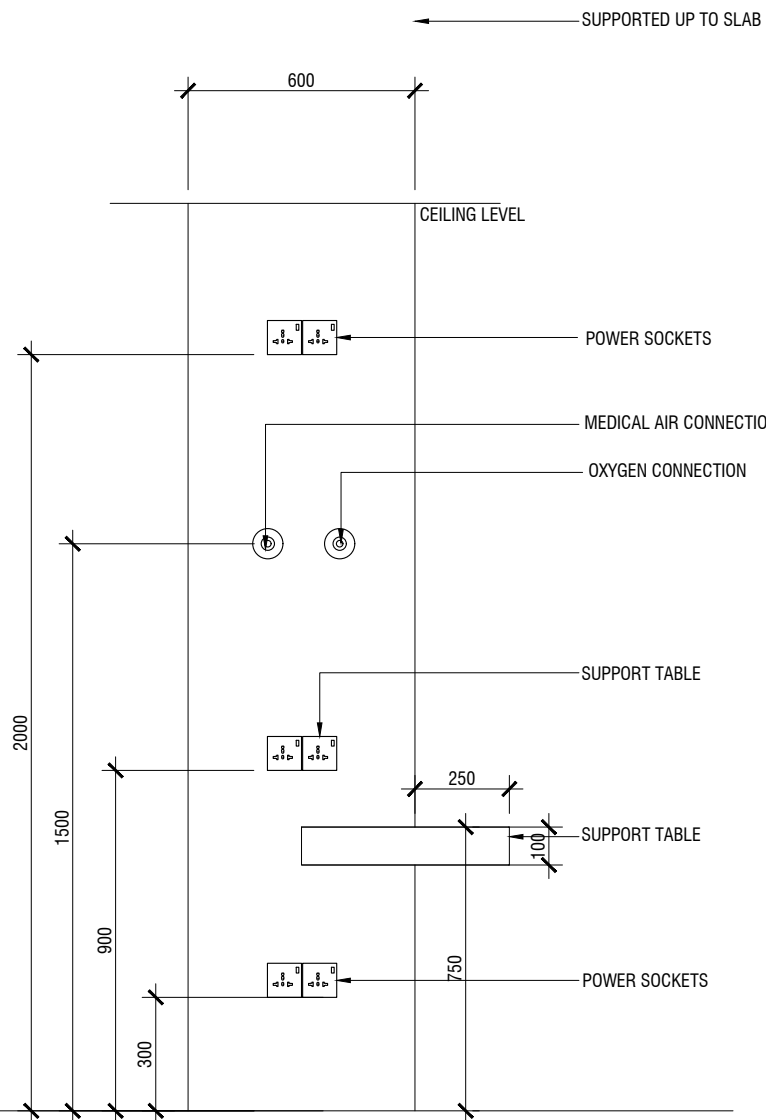 SUPPORTED UP TO SLAB
600
CEILING LEVEL
POWER SOCKETS
MEDICAL AIR CONNECTIO
OXYGEN CONNECTION
SUPPORT TABLE
2000
250
1500
100
SUPPORT TABLE
900
750
POWER SOCKETS
300